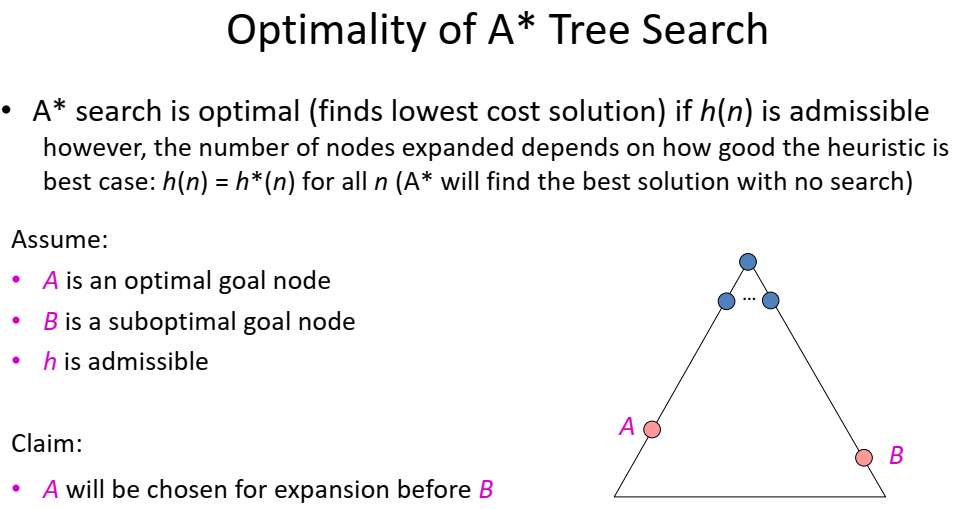 Optimality of A* Tree Search
• A* search is optimal (finds lowest cost solution) if h(n) is admissible
however, the number of nodes expanded depends on how good the heuristic is
best case: h(n) = h*(n) for all n (A* will find the best solution with no search)
Assume:
• A is an optimal goal node
• B is a suboptimal goal node
• h is admissible
Claim:
• A will be chosen for expansion before B
...
A
B